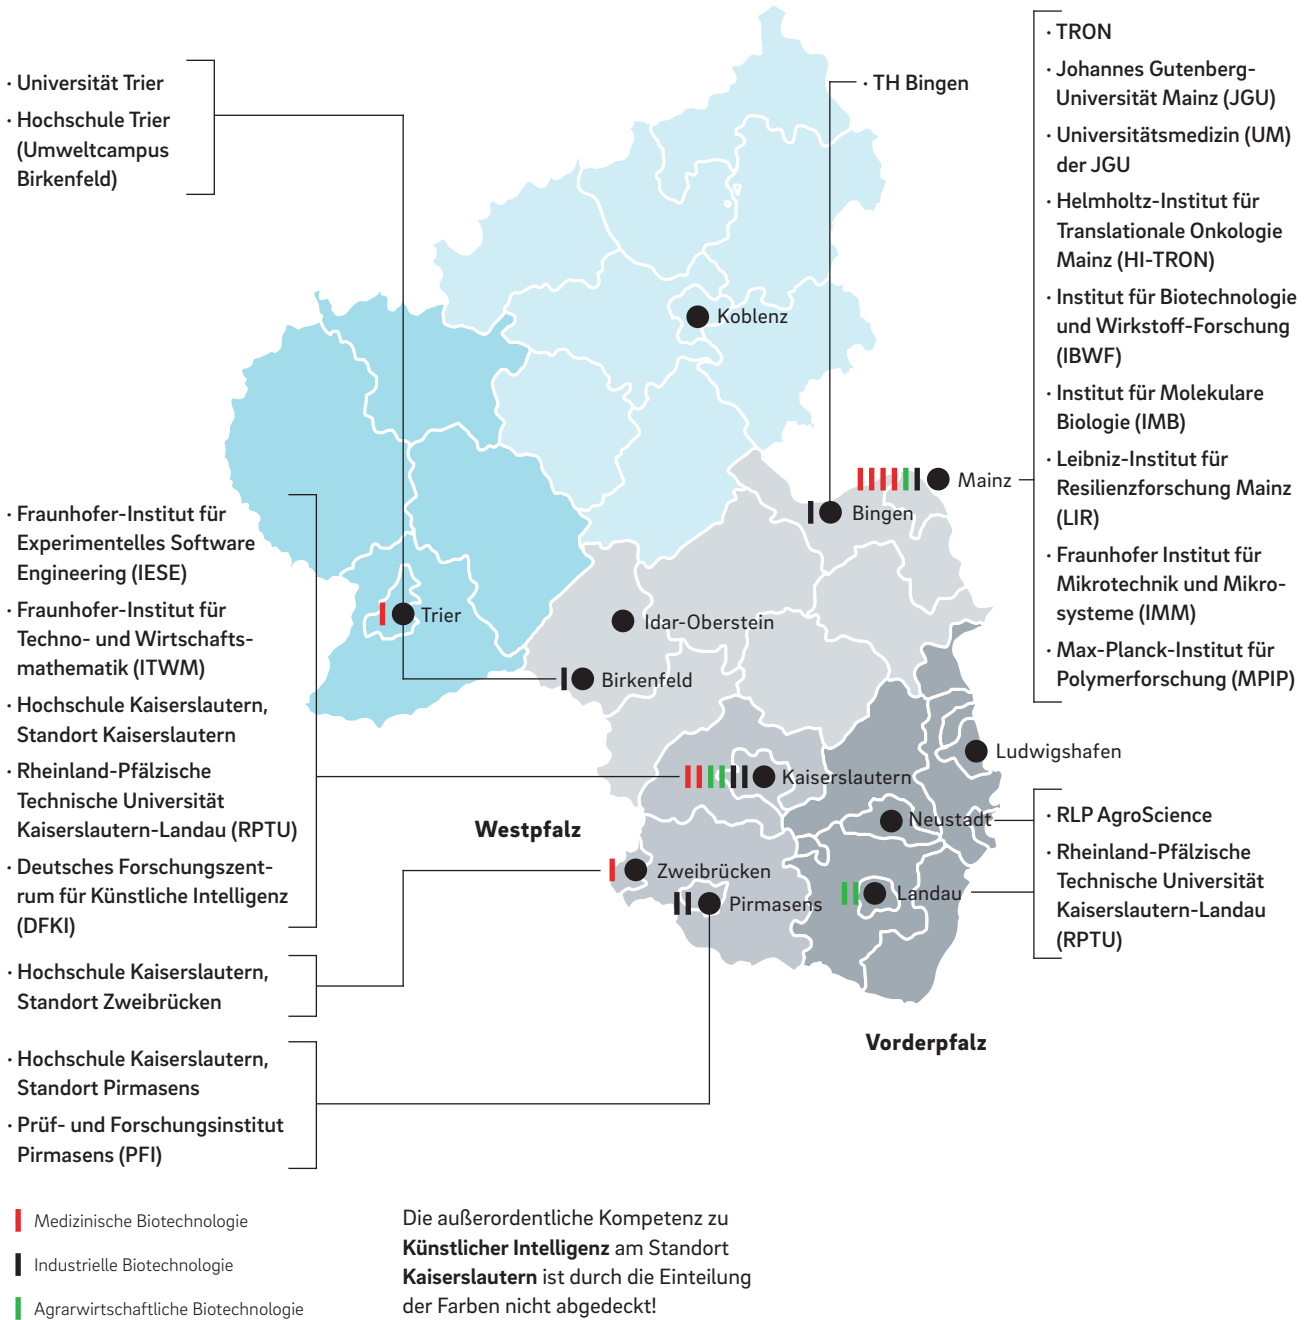 · Universität Trier
· Hochschule Trier
(Umweltcampus
Birkenfeld)
· TH Bingen
· TRON
· Johannes Gutenberg-
Universität Mainz (JGU)
· Universitätsmedizin (UM)
der JGU
· Helmholtz-Institut für
Translationale Onkologie
Mainz (HI-TRON)
· Institut für Biotechnologie
und Wirkstoff-Forschung
(IBWF)
· Institut für Molekulare
Biologie (IMB)
· Leibniz-Institut für
Resilienzforschung Mainz
(LIR)
· Fraunhofer Institut für
Mikrotechnik und Mikro-
systeme (IMM)
· Max-Planck-Institut für
Polymerforschung (MPIP)
Koblenz
Mainz
Bingen
Trier
Idar-Oberstein
Birkenfeld
Ludwigshafen
Kaiserslautern
Neustadt
Westpfalz
Zweibrücken
Landau
Pirmasens
Vorderpfalz
· Fraunhofer-Institut für
Experimentelles Software
Engineering (IESE)
· Fraunhofer-Institut für
Techno- und Wirtschafts-
mathematik (ITWM)
· Hochschule Kaiserslautern,
Standort Kaiserslautern
· Rheinland-Pfälzische
Technische Universität
Kaiserslautern-Landau (RPTU)
· Deutsches Forschungszent-
rum für Künstliche Intelligenz
(DFKI)
· RLP AgroScience
· Rheinland-Pfälzische
Technische Universität
Kaiserslautern-Landau
(RPTU)
· Hochschule Kaiserslautern,
Standort Zweibrücken
· Hochschule Kaiserslautern,
Standort Pirmasens
· Prüf- und Forschungsinstitut
Pirmasens (PFI)
Medizinische Biotechnologie
Industrielle Biotechnologie
Agrarwirtschaftliche Biotechnologie
Die außerordentliche Kompetenz zu
Künstlicher Intelligenz am Standort
Kaiserslautern ist durch die Einteilung
der Farben nicht abgedeckt!